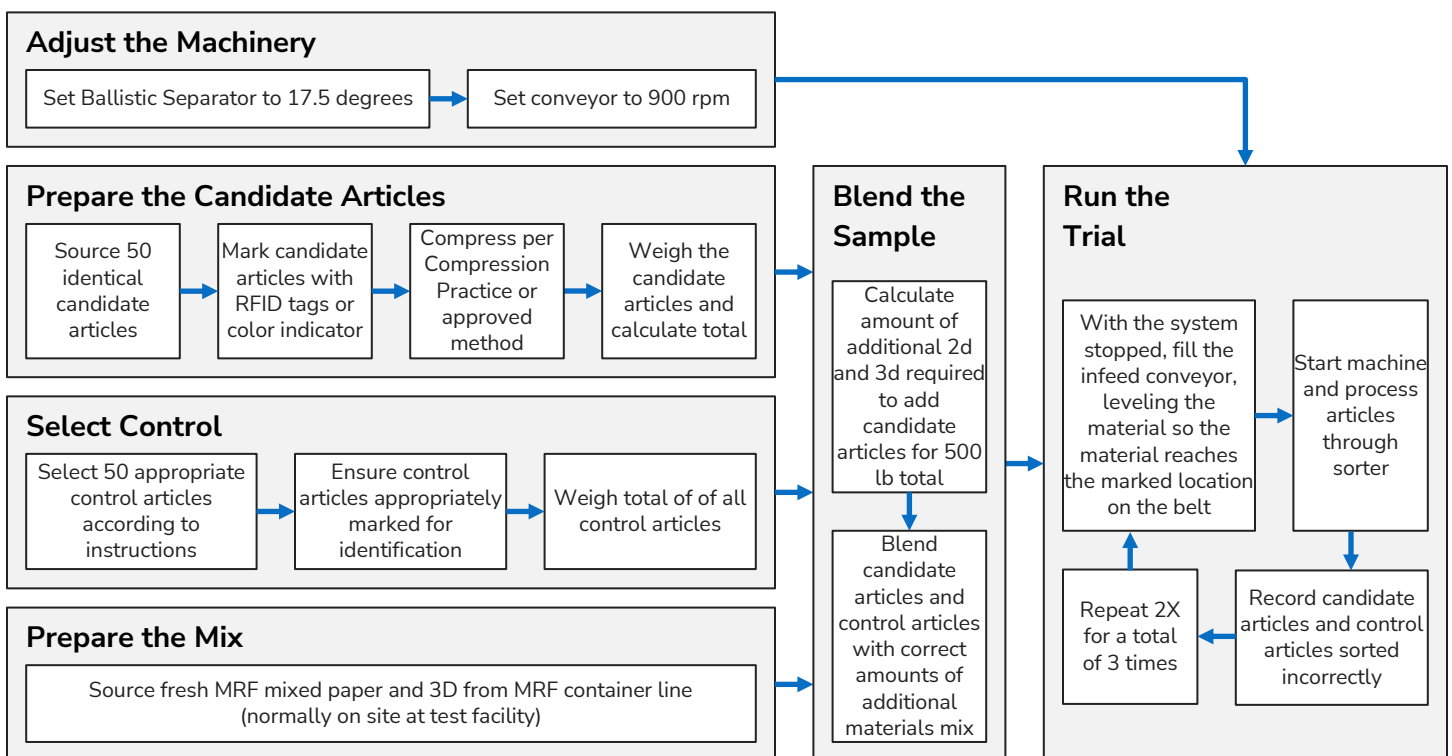 Adjust the Machinery
Set Ballistic Separator to 17.5 degrees
Set conveyor to 900 rpm
Prepare the Candidate Articles
Source 50
identical
candidate
articles
Mark candidate
articles with
RFID tags or
color indicator
Compress per
Compression
Practice or
approved
method
Weigh the
candidate
articles and
calculate total
Select Control
Select 50 appropriate
control articles
according to
instructions
Ensure control
articles appropriately
marked for
identification
Weigh total of of all
control articles
Prepare the Mix
Source fresh MRF mixed paper and 3D from MRF container line
(normally on site at test facility)
Blend the
Sample
Calculate
amount of
additional 2d
and 3d required
to add
candidate
articles for 500
lb total
Blend
candidate
articles and
control articles
with correct
amounts of
additional
materials mix
Run the
Trial
With the system
stopped, fill the
infeed conveyor,
leveling the
material so the
material reaches
the marked location
on the belt
Start machine
and process
articles
through
sorter
Record candidate
articles and control
articles sorted
incorrectly
Repeat 2X
for a total
of 3 times